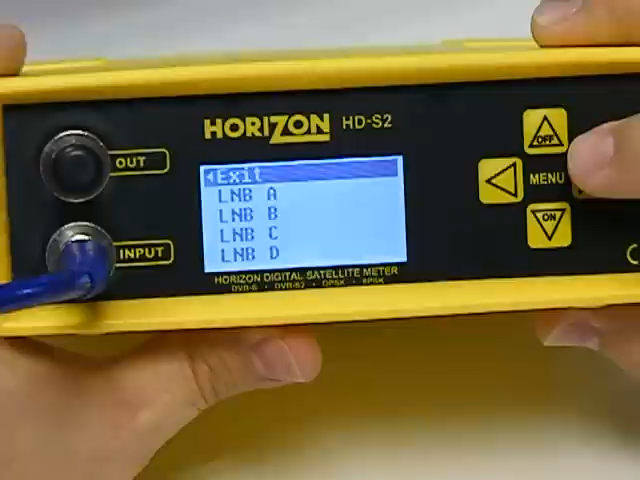 HORIZON HD-S2
OUT
INPUT
Exit
LNB A
LNB B
LNB C
LNB D
HORIZON DIGITAL SATELLITE METER
DVB-S • DVB-S2 • QPSK • 8PSK
OFF
MENU
ON